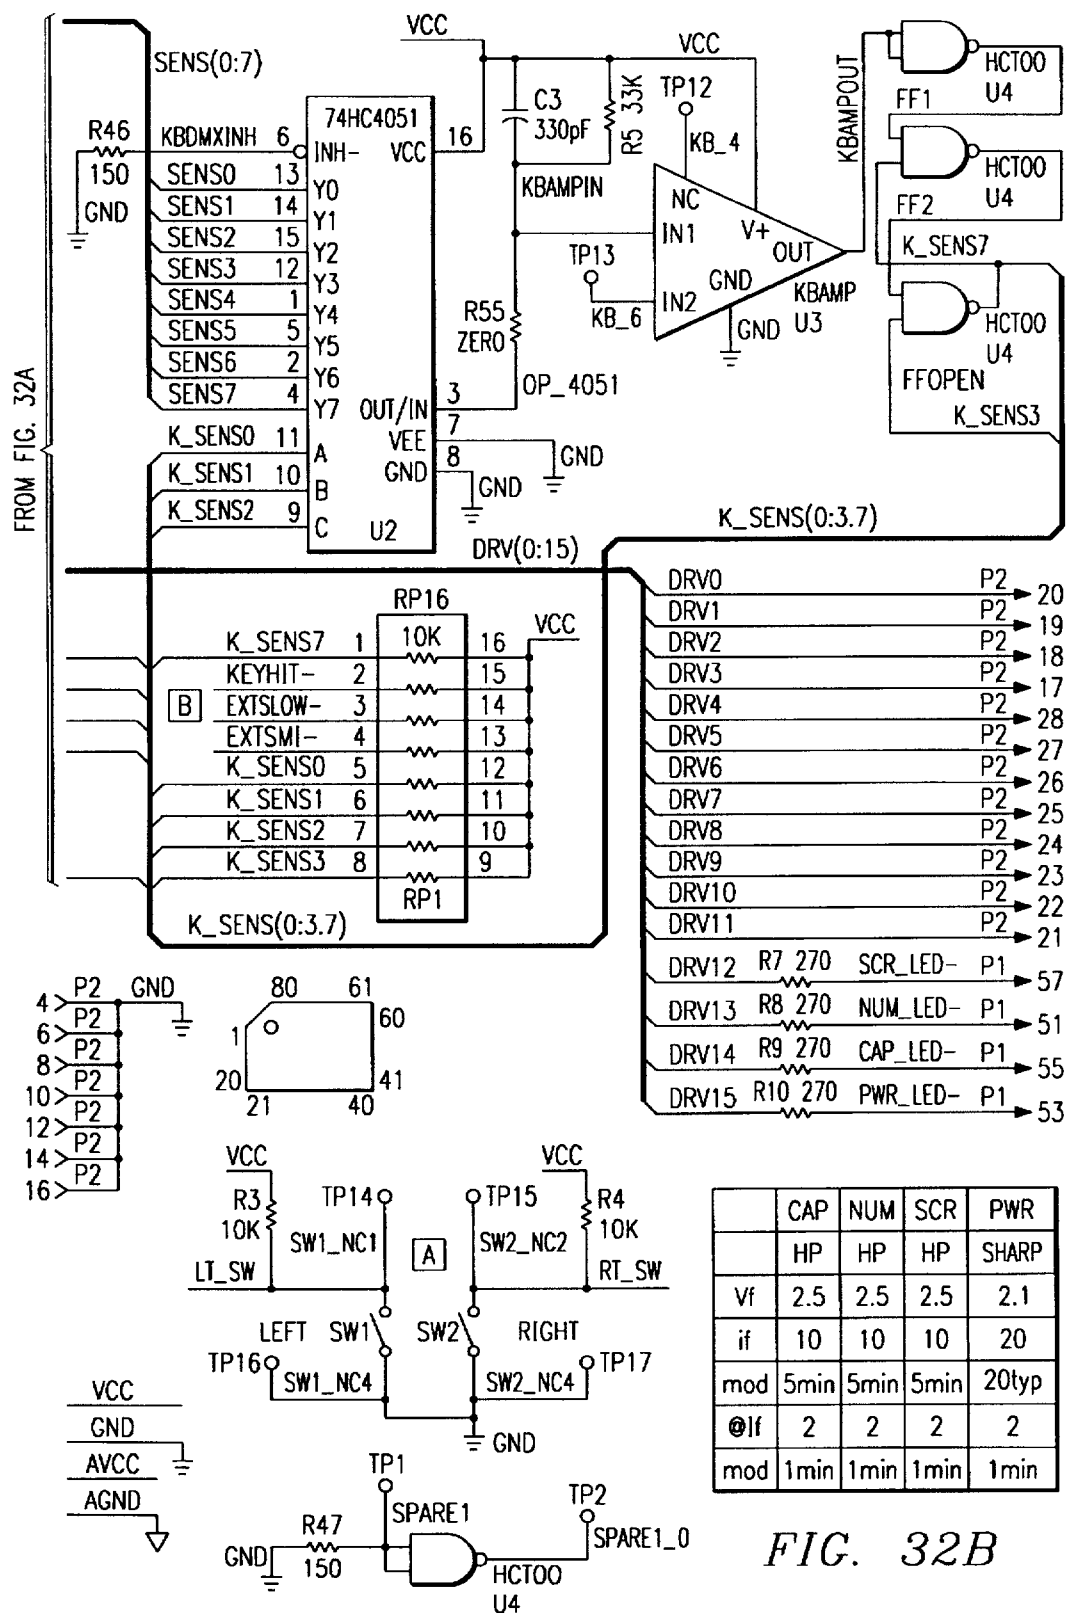 FROM FIG. 32A
SENS(0:7)
VCC
VCC
R46
150
GND
KBDMXINH 6
SENS0 13
SENS1 14
SENS2 15
SENS3 12
SENS4 1
SENS5 5
SENS6 2
SENS7 4
K_SENS0 11
K_SENS1 10
K_SENS2 9
74HC4051
INH-
VCC
16
Y0
Y1
Y2
Y3
Y4
Y5
Y6
Y7
OUT/IN
3
VEE
7
GND
8
A
B
C
U2
GND
GND
C3
330pF
R5 33K
KBAMPIN
R55
ZERO
OP_4051
TP12
KB_4
TP13
KB_6
NC
IN1
V+
OUT
GND
IN2
GND
KBAMP
U3
KBAMPOUT
HCT00
U4
FF1
HCT00
U4
FF2
K_SENS7
HCT00
U4
FFOPEN
K_SENS3
K_SENS(0:3.7)
DRV(0:15)
RP16
10K
VCC
K_SENS7 1 16
KEYHIT- 2 15
B
EXTSLOW- 3 14
EXTSMI- 4 13
K_SENS0 5 12
K_SENS1 6 11
K_SENS2 7 10
K_SENS3 8 9
RP1
K_SENS(0:3.7)
DRV0 P2 20
DRV1 P2 19
DRV2 P2 18
DRV3 P2 17
DRV4 P2 28
DRV5 P2 27
DRV6 P2 26
DRV7 P2 25
DRV8 P2 24
DRV9 P2 23
DRV10 P2 22
DRV11 P2 21
DRV12 R7 270 SCR_LED- P1 57
DRV13 R8 270 NUM_LED- P1 51
DRV14 R9 270 CAP_LED- P1 55
DRV15 R10 270 PWR_LED- P1 53
4 P2 GND
6 P2
8 P2
10 P2
12 P2
14 P2
16 P2
80 61
1 60
20 41
21 40
VCC
R3
10K
TP14
SW1_NC1
LT_SW
A
TP15
SW2_NC2
VCC
R4
10K
RT_SW
LEFT SW1
SW2 RIGHT
TP16
SW1_NC4
SW2_NC4
TP17
GND
VCC
GND
AVCC
AGND
TP1
SPARE1
R47
150
GND
HCT00
U4
TP2
SPARE1_0
CAP NUM SCR PWR
HP HP HP SHARP
Vf 2.5 2.5 2.5 2.1
if 10 10 10 20
mod 5min 5min 5min 20typ
@If 2 2 2 2
mod 1min 1min 1min 1min
FIG. 32B